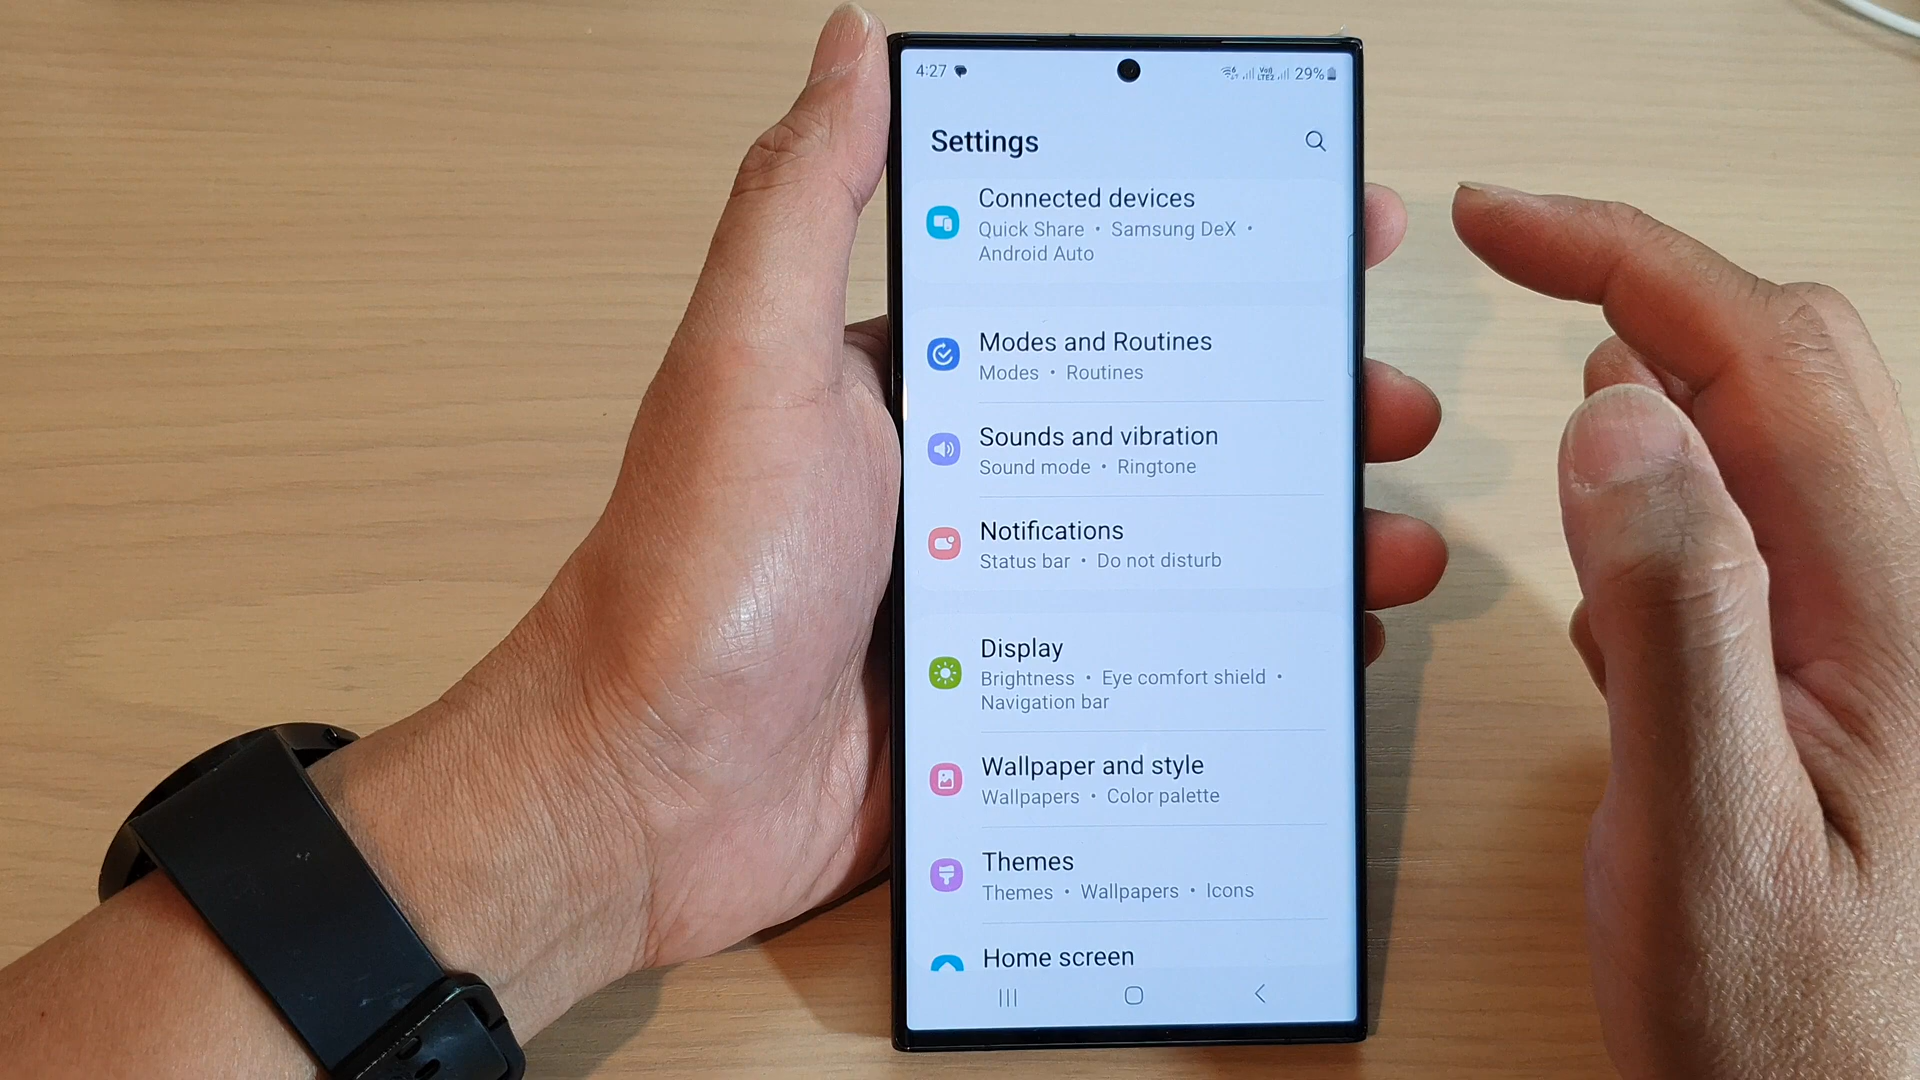 4:27 Vo) LTE2 29%
Settings
Connected devices
Quick Share • Samsung DeX •
Android Auto
Modes and Routines
Modes • Routines
Sounds and vibration
Sound mode • Ringtone
Notifications
Status bar • Do not disturb
Display
Brightness • Eye comfort shield •
Navigation bar
Wallpaper and style
Wallpapers • Color palette
Themes
Themes • Wallpapers • Icons
Home screen